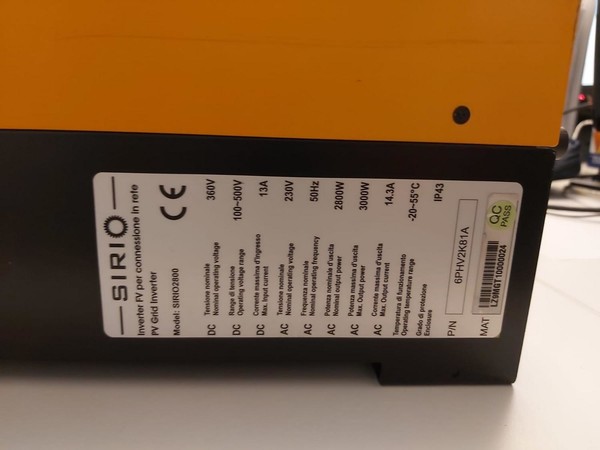 SIRIO
Inverter FV per connessione in rete
PV Grid Inverter
CE
Model: SIRIO2800
DC Tensione nominale 360V
Nominal operating voltage
DC Range di tensione 100~500V
Operating voltage range
DC Corrente massima d'ingresso 13A
Max. Input current
AC Tensione nominale 230V
Nominal operating voltage
AC Frequenza nominale 50Hz
Nominal operating frequency
AC Potenza nominale d'uscita 2800W
Nominal output power
AC Potenza massima d'uscita 3000W
Max. Output power
AC Corrente massima d'uscita 14.3A
Max. Output current
Temperatura di funzionamento -20~55°C
Operating temperature range
Grado di protezione IP43
Enclosure
P/N 6PHV2K81A
QC
PASS
MAT
IZ9M6T10000024